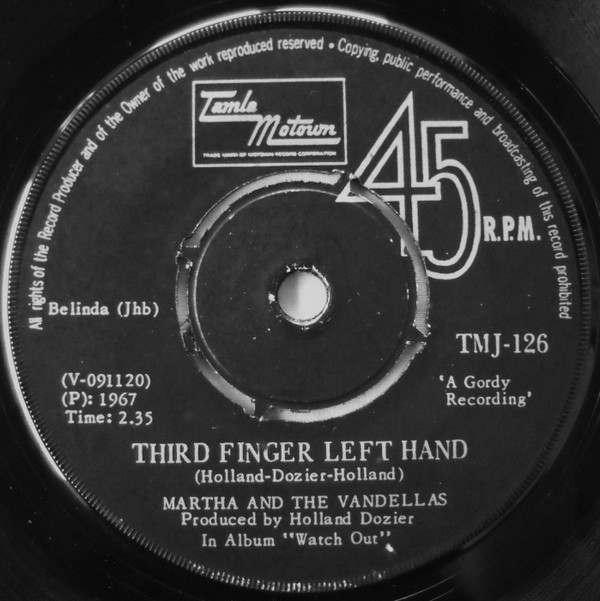 All rights of the Record Producer and of the Owner of the work reproduced reserved • Copying, public performance and broadcasting of this record prohibited
Tamla
Motown
TRADE MARK OF MOTOWN RECORD CORPORATION
45
R.P.M.
Belinda (Jhb)
TMJ-126
(V-091120)
(P): 1967
Time: 2.35
'A Gordy
Recording'
THIRD FINGER LEFT HAND
(Holland-Dozier-Holland)
MARTHA AND THE VANDELLAS
Produced by Holland Dozier
In Album "Watch Out"